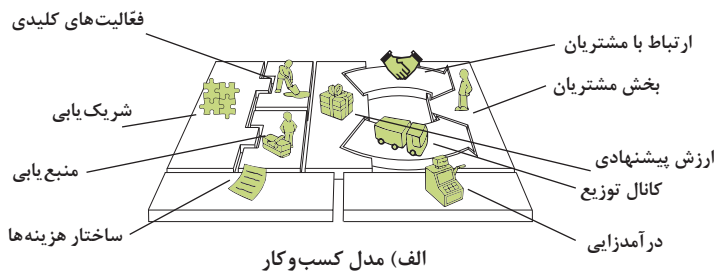 فعّالیت‌های کلیدی
ارتباط با مشتریان
بخش مشتریان
شریک‌یابی
ارزش پیشنهادی
منبع‌یابی
کانال توزیع
ساختار هزینه‌ها
درآمدزایی
الف) مدل کسب‌وکار